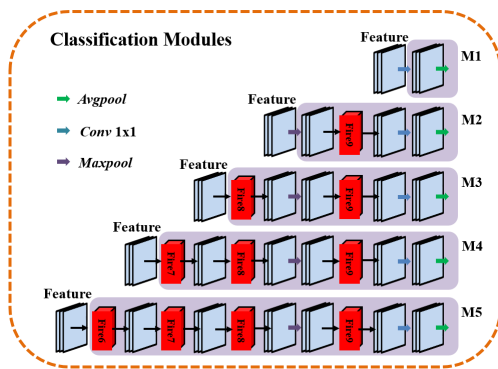 Classification Modules
Feature
M1
Avgpool
Feature
M2
Conv 1x1
Fire9
Maxpool
Feature
M3
Fire8
Fire9
Feature
M4
Fire7
Fire8
Fire9
Feature
M5
Fire6
Fire7
Fire8
Fire9